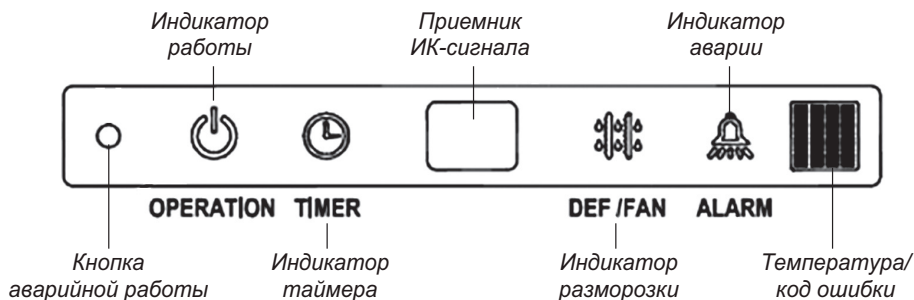 Индикатор
работы
Приемник
ИК-сигнала
Индикатор
аварии
OPERATION TIMER DEF /FAN ALARM
Кнопка
аварийной работы
Индикатор
таймера
Индикатор
разморозки
Температура/
код ошибки